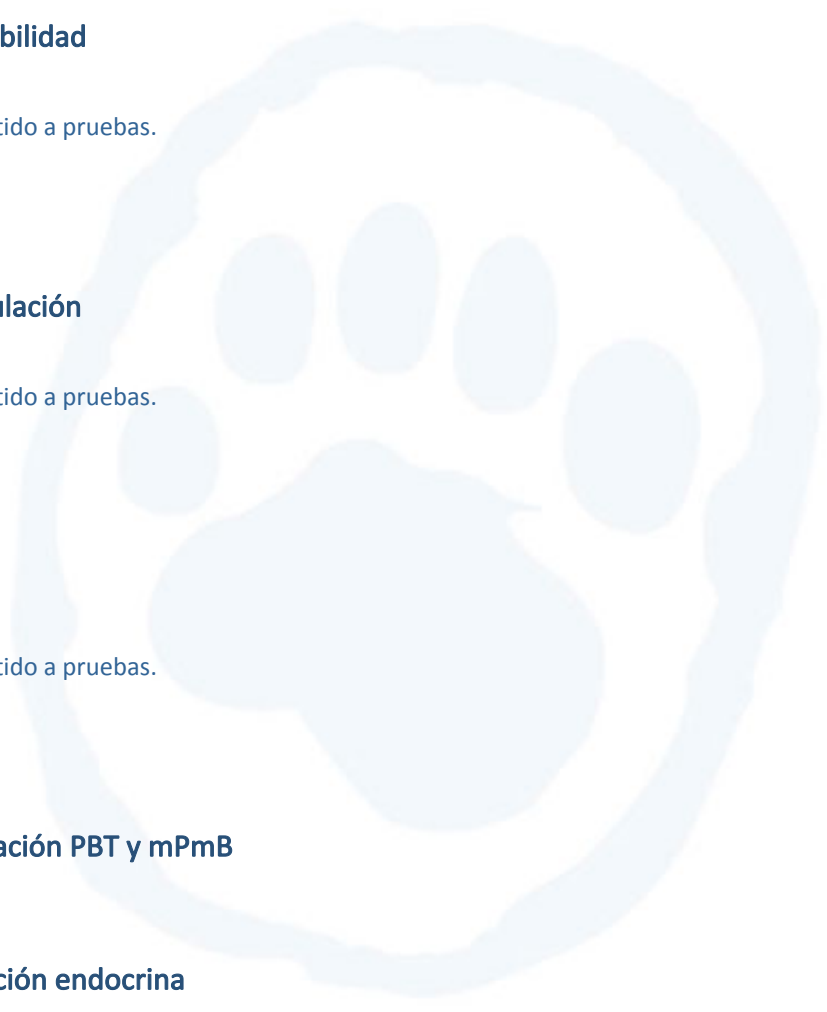 bilidad
tido a pruebas.
ulación
tido a pruebas.
tido a pruebas.
ación PBT y mPmB
ción endocrina